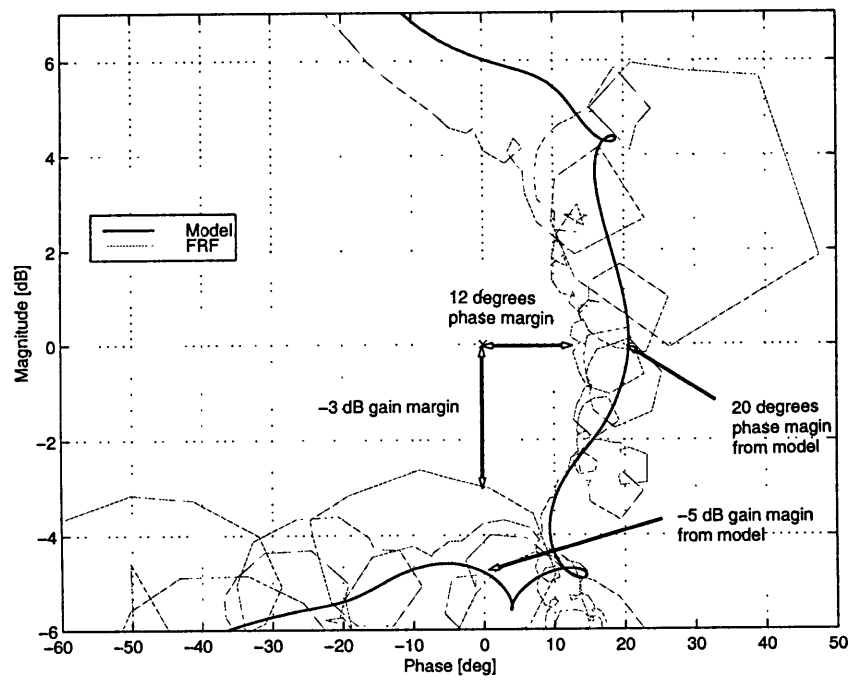 6
4
2
0
−2
−4
−6
Magnitude [dB]
Model
FRF
12 degrees
phase margin
−3 dB gain margin
20 degrees
phase magin
from model
−5 dB gain magin
from model
−60 −50 −40 −30 −20 −10 0 10 20 30 40 50
Phase [deg]